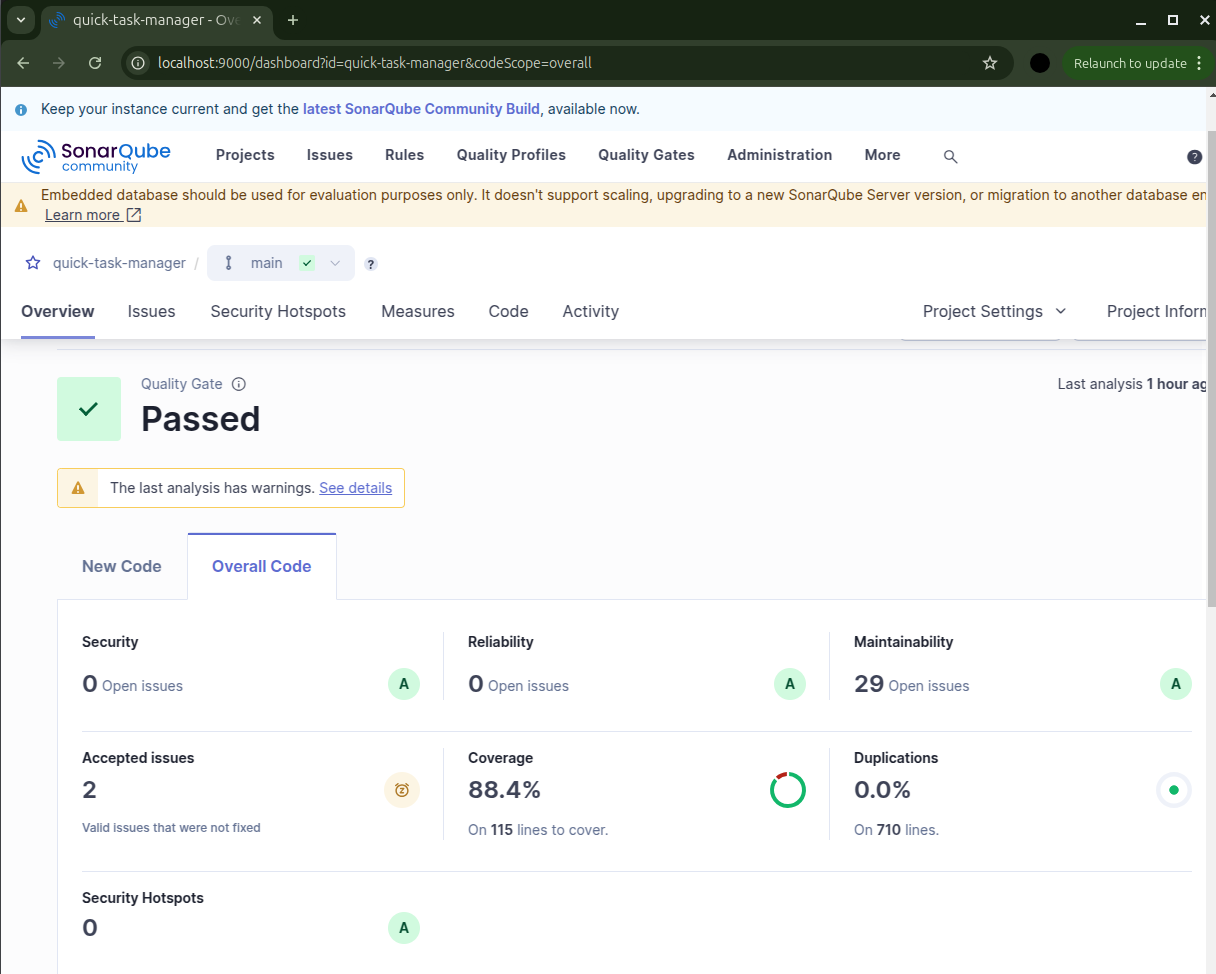 quick-task-manager - Ove
localhost:9000/dashboard?id=quick-task-manager&codeScope=overall
Relaunch to update
Keep your instance current and get the latest SonarQube Community Build, available now.
SonarQube community
Projects Issues Rules Quality Profiles Quality Gates Administration More
?
Embedded database should be used for evaluation purposes only. It doesn't support scaling, upgrading to a new SonarQube Server version, or migration to another database en
Learn more
quick-task-manager / main ?
Overview Issues Security Hotspots Measures Code Activity Project Settings Project Inform
Quality Gate
Last analysis 1 hour ag
Passed
The last analysis has warnings. See details
New Code Overall Code
Security Reliability Maintainability
0 Open issues A 0 Open issues A 29 Open issues A
Accepted issues Coverage Duplications
2 88.4% 0.0%
Valid issues that were not fixed On 115 lines to cover. On 710 lines.
Security Hotspots
0 A